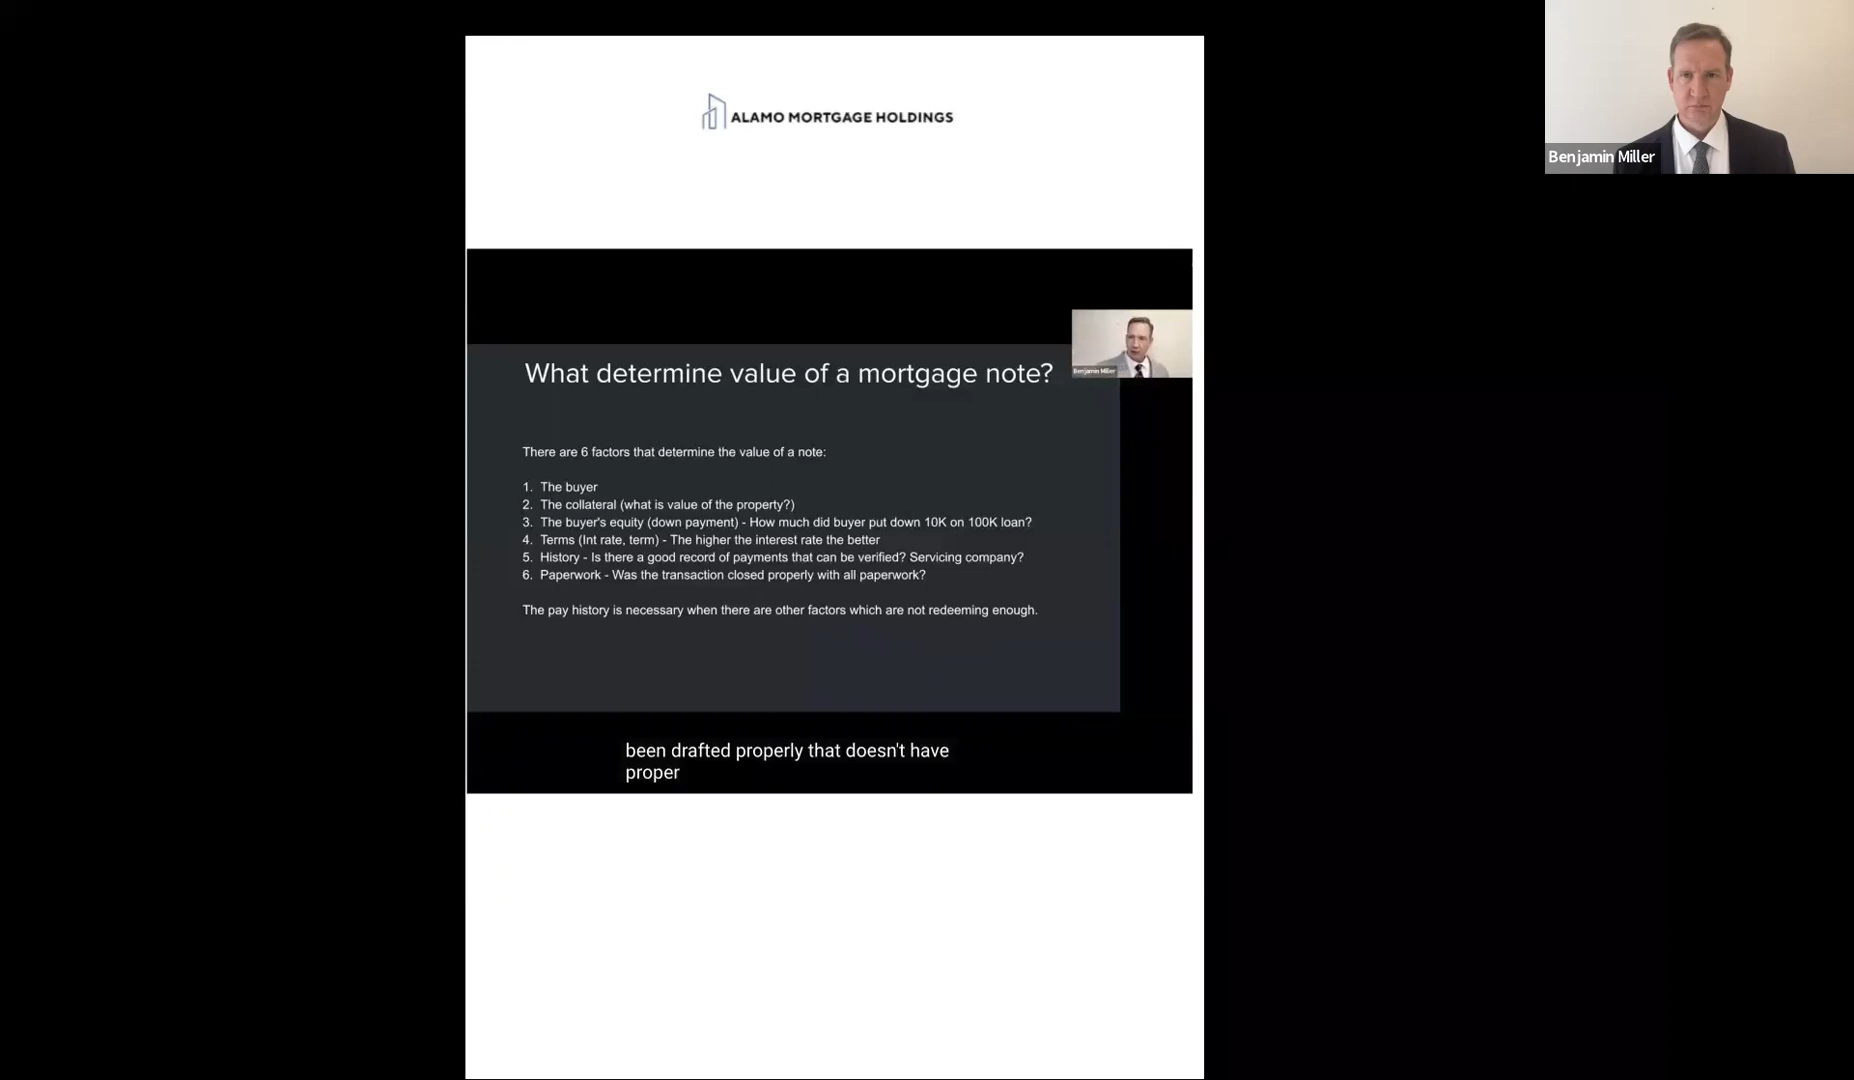 ALAMO MORTGAGE HOLDINGS
Benjamin Miller
What determine value of a mortgage note?
Benjamin Miller
There are 6 factors that determine the value of a note:
1. The buyer
2. The collateral (what is value of the property?)
3. The buyer's equity (down payment) - How much did buyer put down 10K on 100K loan?
4. Terms (Int rate, term) - The higher the interest rate the better
5. History - Is there a good record of payments that can be verified? Servicing company?
6. Paperwork - Was the transaction closed properly with all paperwork?
The pay history is necessary when there are other factors which are not redeeming enough.
been drafted properly that doesn't have
proper